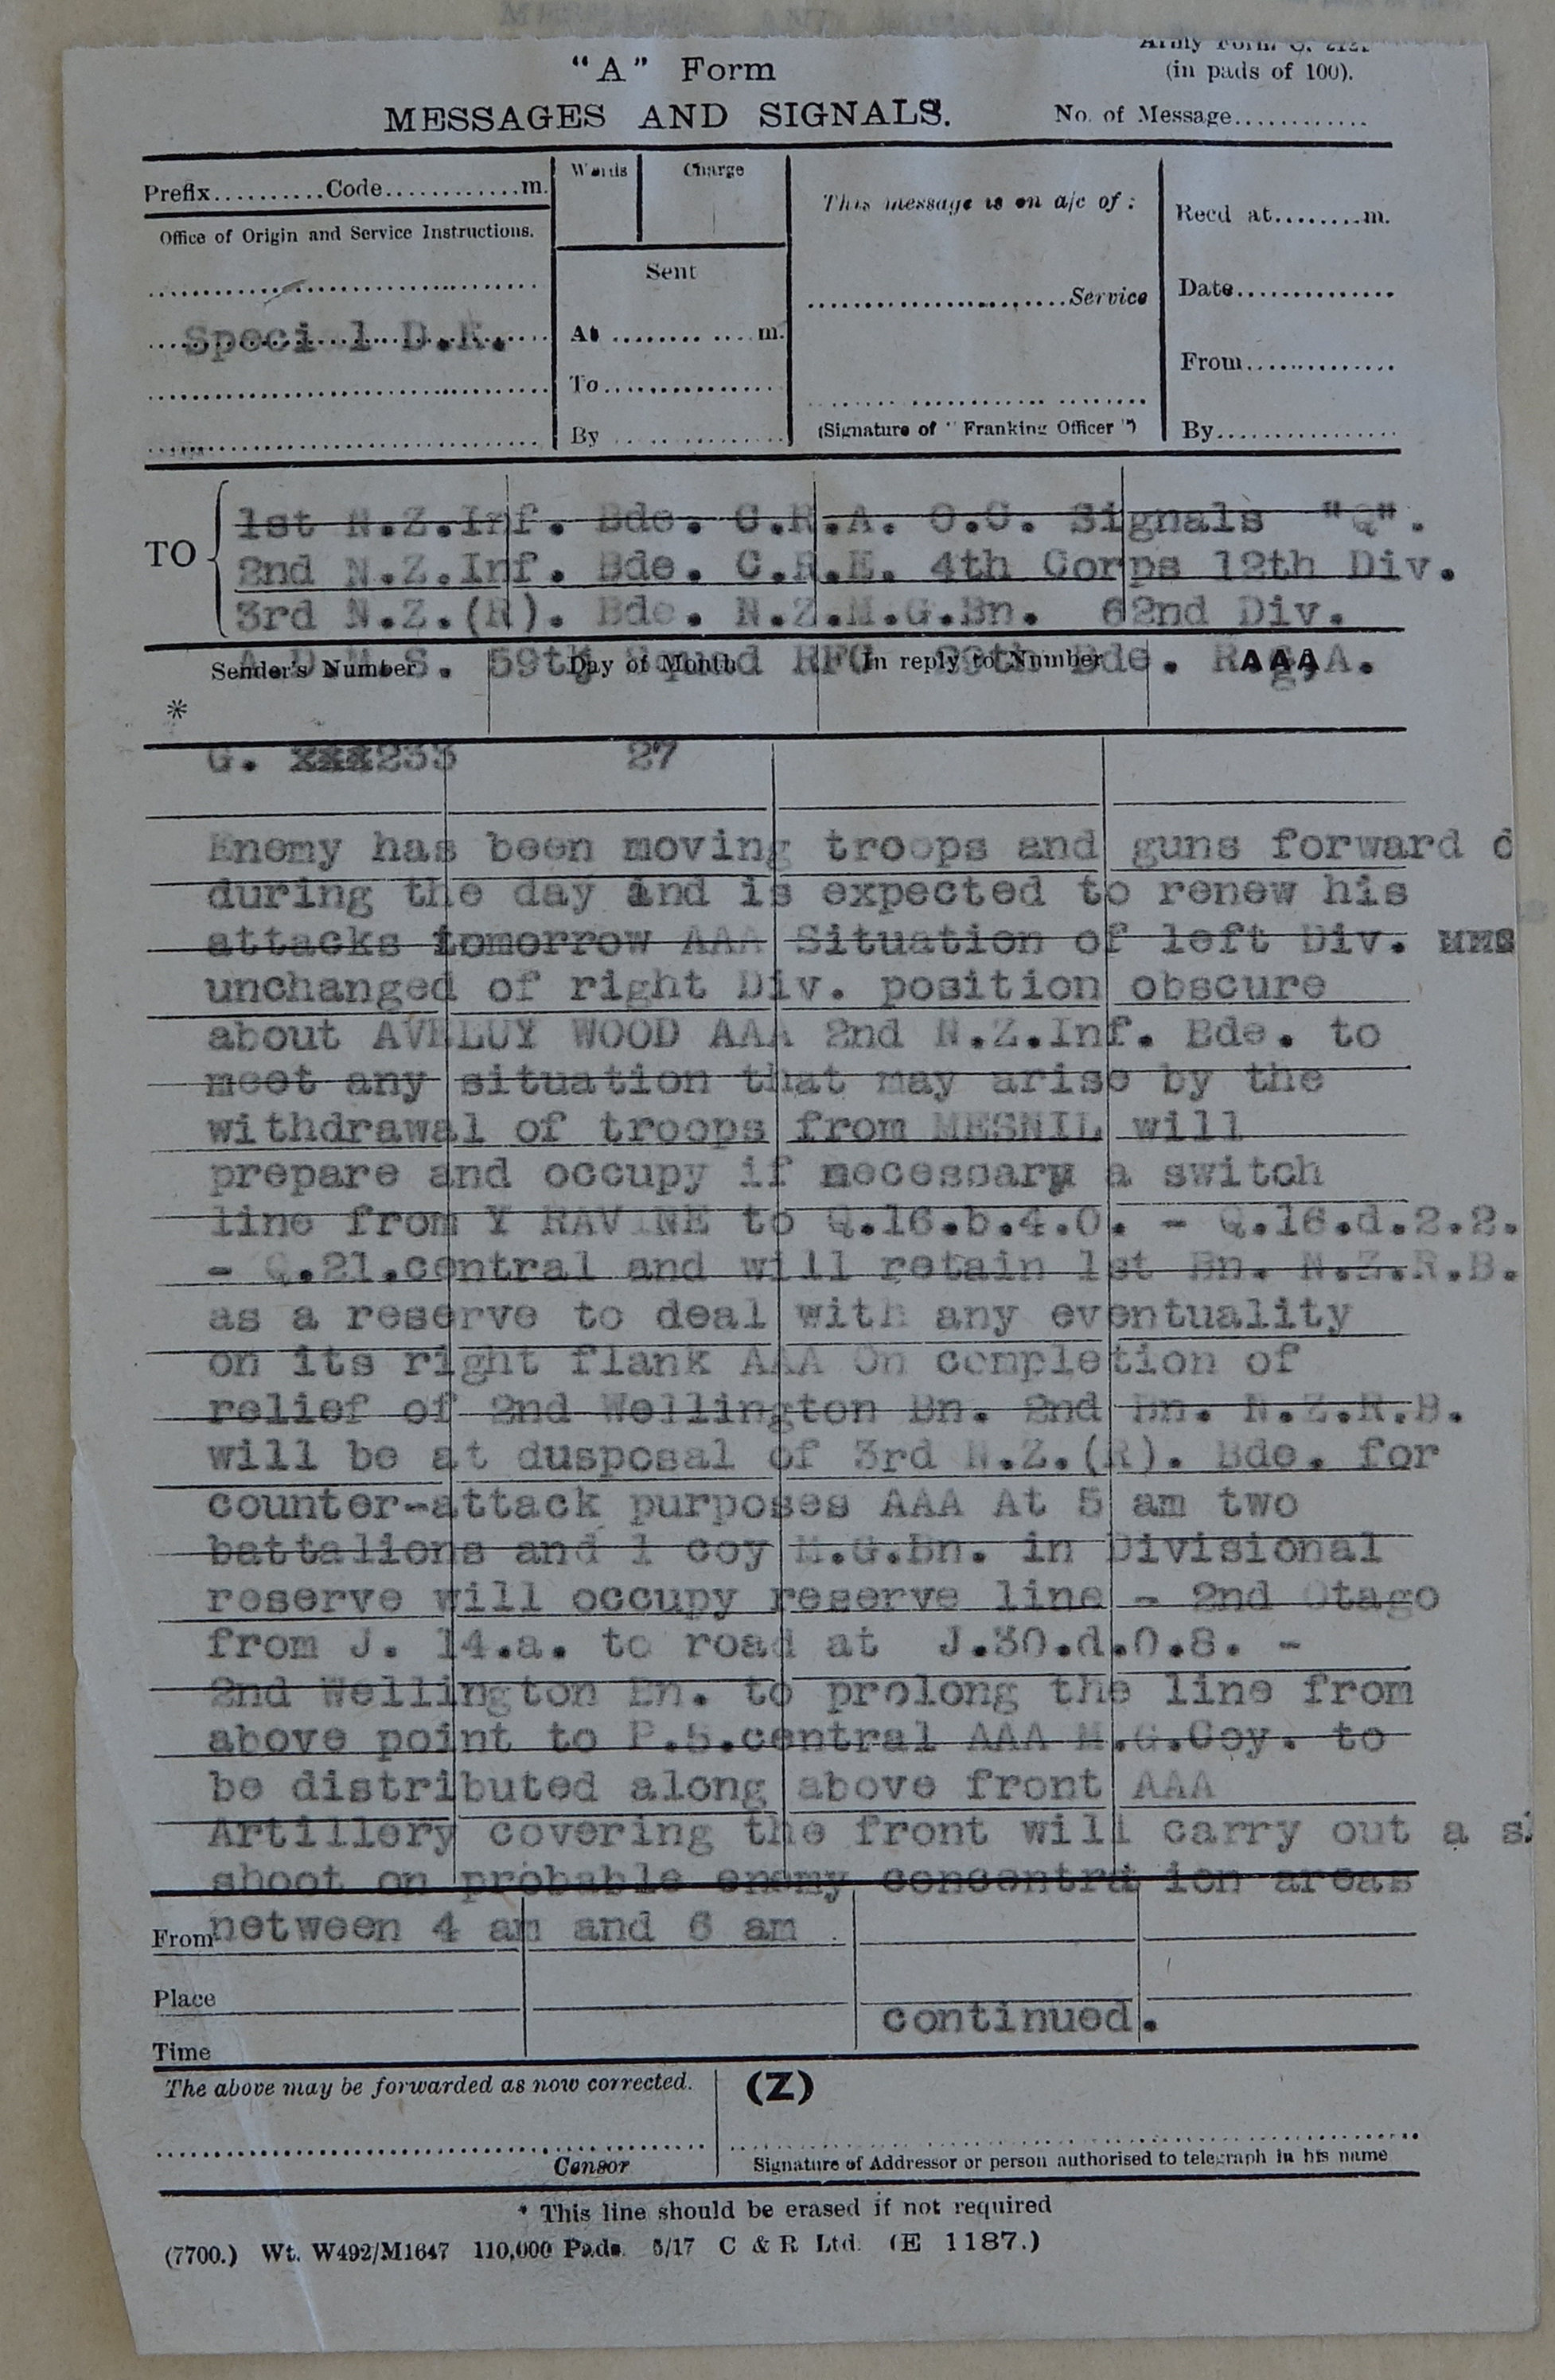 "A" Form
(in pads of 100).
MESSAGES AND SIGNALS.
No. of Message............
Prefix..........Code............m.
Words
Charge
This message is on a/c of :
Recd at........m.
Office of Origin and Service Instructions.
Sent
Speci l D.R.
........................Service
Date..............
At ........ ....m.
From..............
To...............
By ...............
(Signature of "Franking Officer")
By................
TO
1st N.Z.Inf. Bde. C.R.A. O.C. Signals "Q".
2nd N.Z.Inf. Bde. C.R.E. 4th Corps 12th Div.
3rd N.Z.(R). Bde. N.Z.M.G.Bn. 62nd Div.
A.D.M.S. 59th Squad RFC 29th Bde. R.g,A.
Sender's Number
Day of Month
In reply to Number
AAA
*
G. 233 27
Enemy has been moving troops and guns forward d
during the day and is expected to renew his
attacks tomorrow AAA Situation of left Div.
unchanged of right Div. position obscure
about AVELUY WOOD AAA 2nd N.Z.Inf. Bde. to
meet any situation that may arise by the
withdrawal of troops from MESNIL will
prepare and occupy if necessary a switch
line from Y RAVINE to Q.16.b.4.0. - Q.16.d.2.2.
- Q.21.central and will retain 1st Bn. N.Z.R.B.
as a reserve to deal with any eventuality
on its right flank AAA On completion of
relief of 2nd Wellington Bn. 2nd Bn. N.Z.R.B.
will be at dusposal of 3rd N.Z.(R). Bde. for
counter-attack purposes AAA At 5 am two
battalions and 1 coy M.G.Bn. in Divisional
reserve will occupy reserve line - 2nd Otago
from J. 14.a. to road at J.30.d.0.8. -
2nd Wellington Bn. to prolong the line from
above point to P.5.central AAA M.G.Coy. to
be distributed along above front AAA
Artillery covering the front will carry out a s
shoot on probable enemy concentra ion areas
From netween 4 am and 6 am
Place
continued.
Time
The above may be forwarded as now corrected.
(Z)
Censor
Signature of Addressor or person authorised to telegraph in his name
* This line should be erased if not required
(7700.) Wt. W492/M1647 110,000 Pads 5/17 C & R Ltd. (E 1187.)